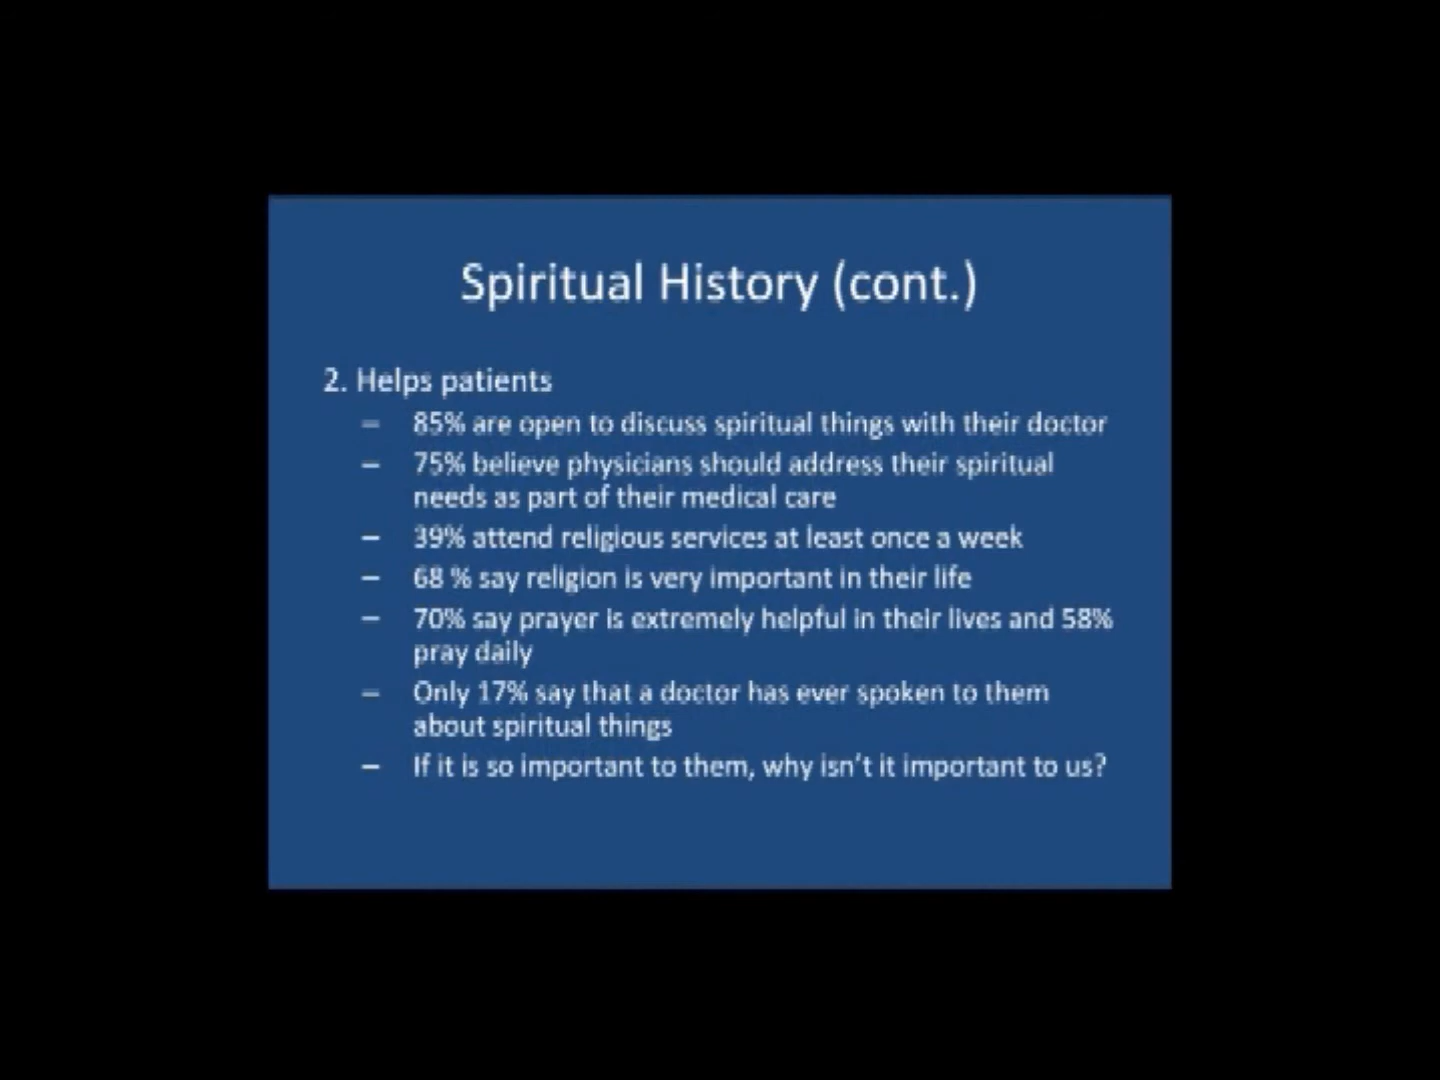 Spiritual History (cont.)
2. Helps patients
– 85% are open to discuss spiritual things with their doctor
– 75% believe physicians should address their spiritual
needs as part of their medical care
– 39% attend religious services at least once a week
– 68 % say religion is very important in their life
– 70% say prayer is extremely helpful in their lives and 58%
pray daily
– Only 17% say that a doctor has ever spoken to them
about spiritual things
– If it is so important to them, why isn’t it important to us?